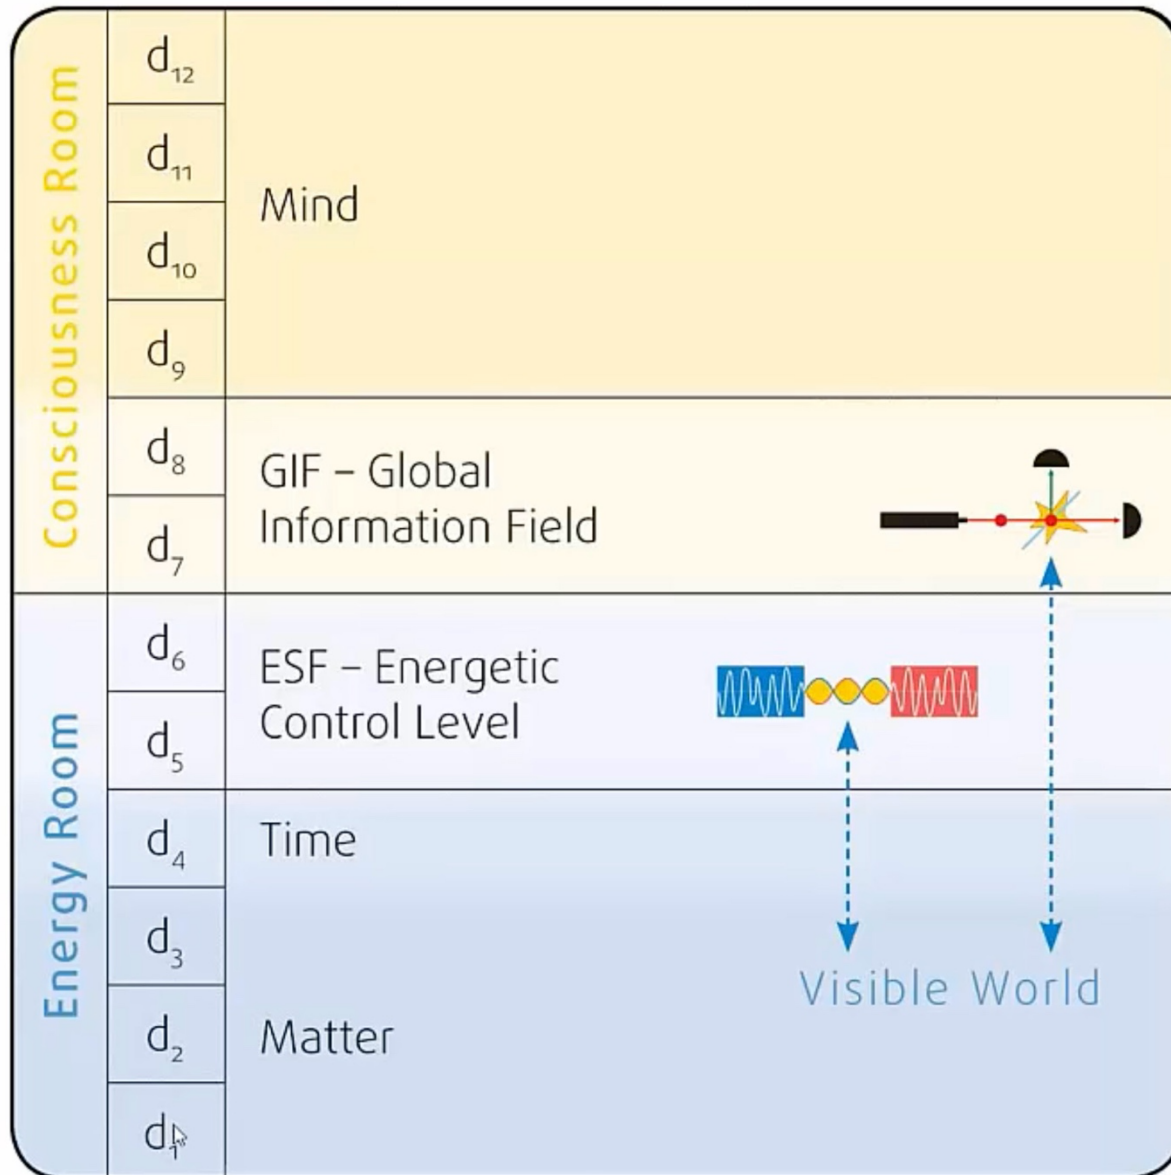 Consciousness Room
d12
d11
d10
d9
Mind
d8
d7
GIF – Global
Information Field
Energy Room
d6
d5
ESF – Energetic
Control Level
d4
Time
d3
d2
d1
Matter
Visible World